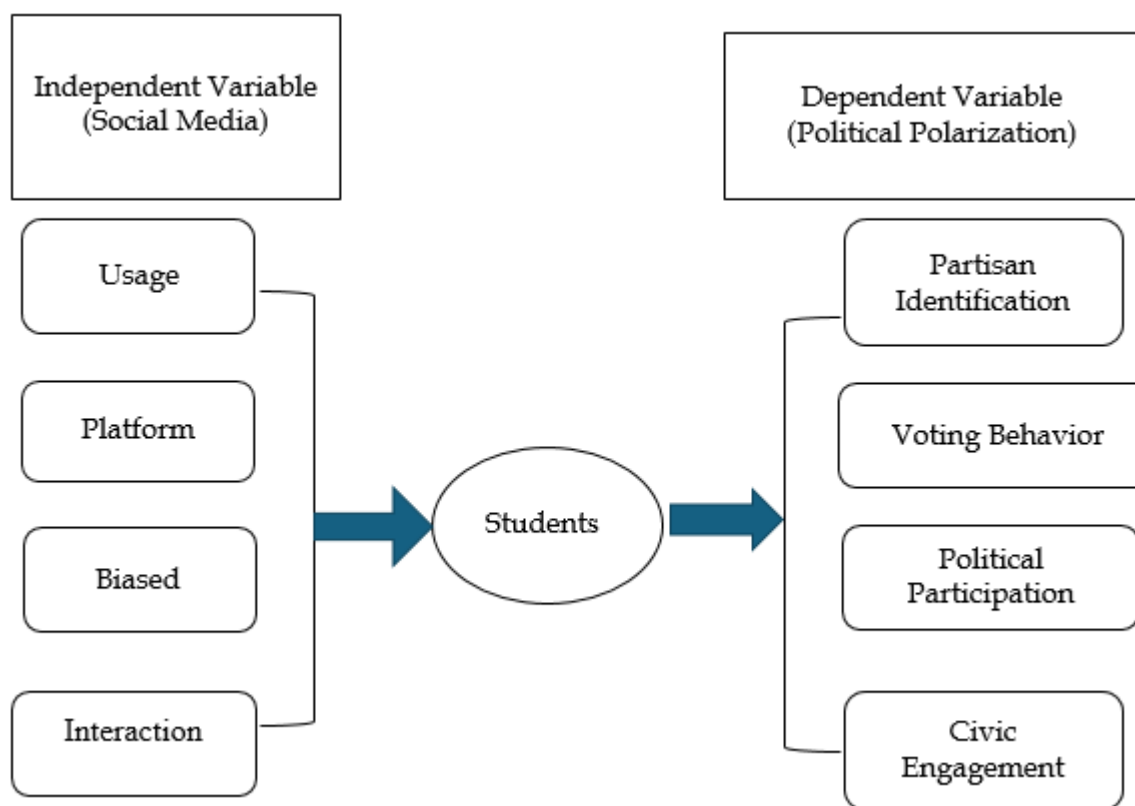 Independent Variable
(Social Media)
Dependent Variable
(Political Polarization)
Usage
Platform
Biased
Interaction
Students
Partisan
Identification
Voting Behavior
Political
Participation
Civic
Engagement